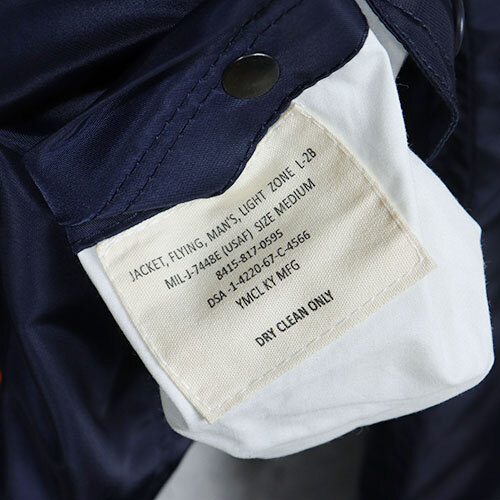 JACKET, FLYING, MAN'S, LIGHT ZONE L-2B
MIL-J-7448E (USAF) SIZE MEDIUM
8415-817-0595
DSA -1-4220-67-C-4566
YMCL KY MFG
DRY CLEAN ONLY